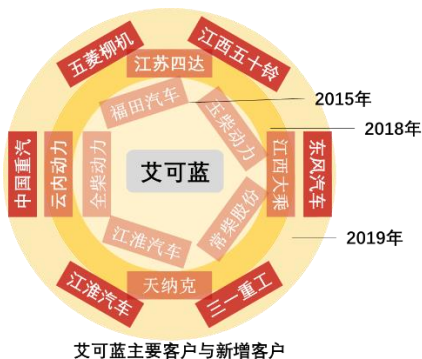 五菱柳机
江西五十铃
江苏四达
福田汽车
2015年
玉柴动力
2018年
中国重汽
云内动力
全柴动力
艾可蓝
江西大乘
东风汽车
常柴股份
江淮汽车
2019年
江淮汽车
天纳克
三一重工
艾可蓝主要客户与新增客户